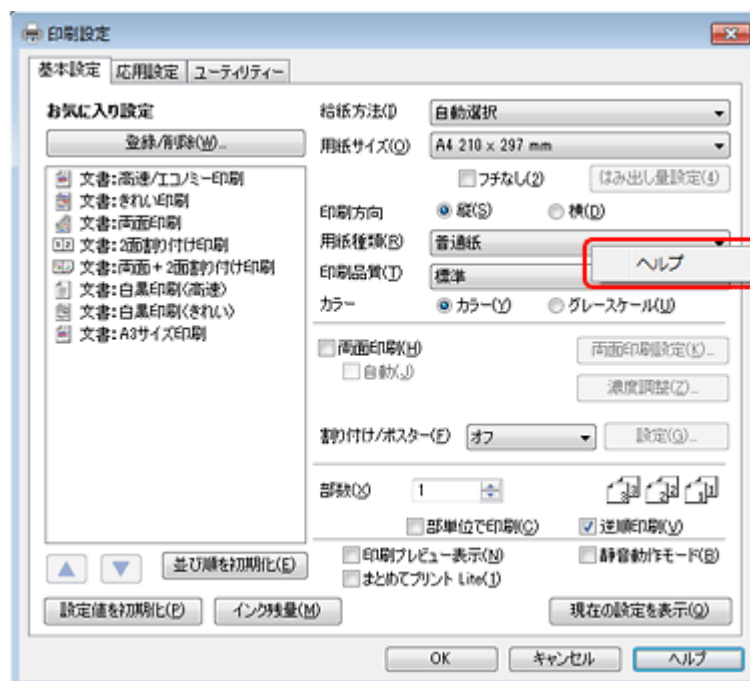 印刷設定
基本設定 応用設定 ユーティリティー
お気に入り設定
登録/削除(W)...
文書:高速/エコノミー印刷
文書:きれい印刷
文書:両面印刷
文書:2面割り付け印刷
文書:両面+2面割り付け印刷
文書:白黒印刷(高速)
文書:白黒印刷(きれい)
文書:A3サイズ印刷
並び順を初期化(E)
設定値を初期化(P) インク残量(M)
給紙方法(I) 自動選択
用紙サイズ(O) A4 210 x 297 mm
フチなし(2) はみ出し量設定(4)
印刷方向 縦(S) 横(D)
用紙種類(R) 普通紙
ヘルプ
印刷品質(T) 標準
カラー カラー(Y) グレースケール(U)
両面印刷(H) 両面印刷設定(K)...
自動(J)
濃度調整(Z)...
割り付け/ポスター(F) オフ 設定(G)...
部数(X) 1 3 3 2 2 1 1
部単位で印刷(C) 逆順印刷(V)
印刷プレビュー表示(N) 静音動作モード(B)
まとめてプリント Lite(1)
現在の設定を表示(Q)
OK キャンセル ヘルプ